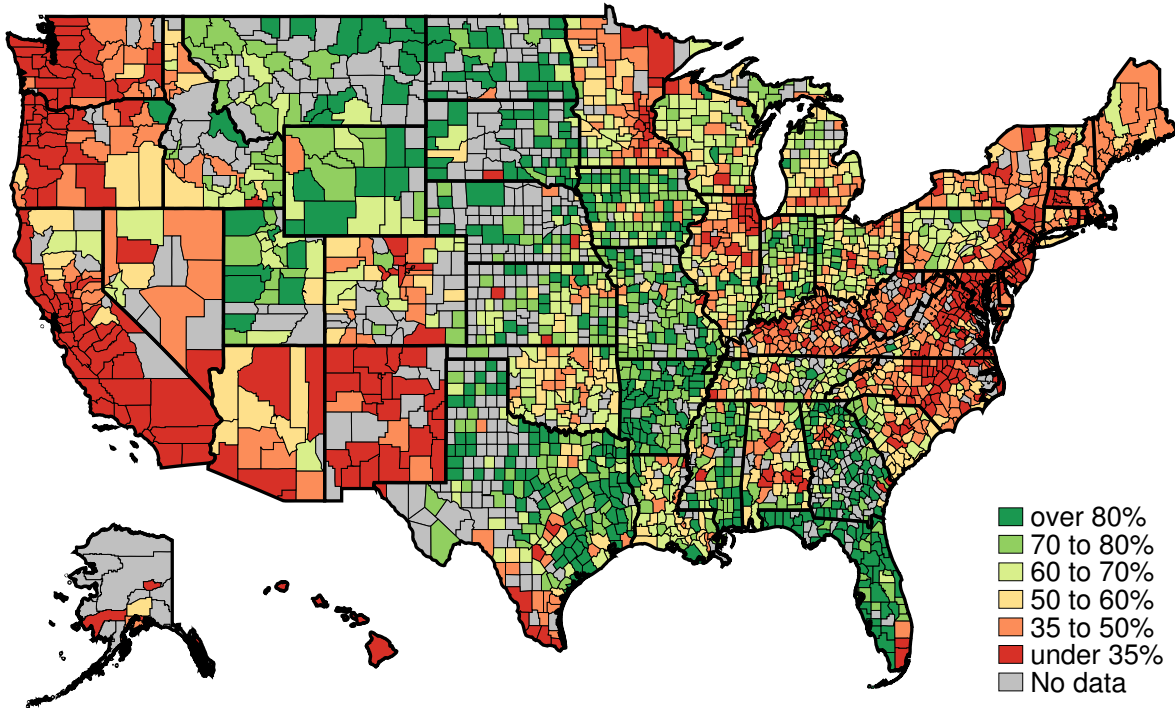 over 80%
70 to 80%
60 to 70%
50 to 60%
35 to 50%
under 35%
No data